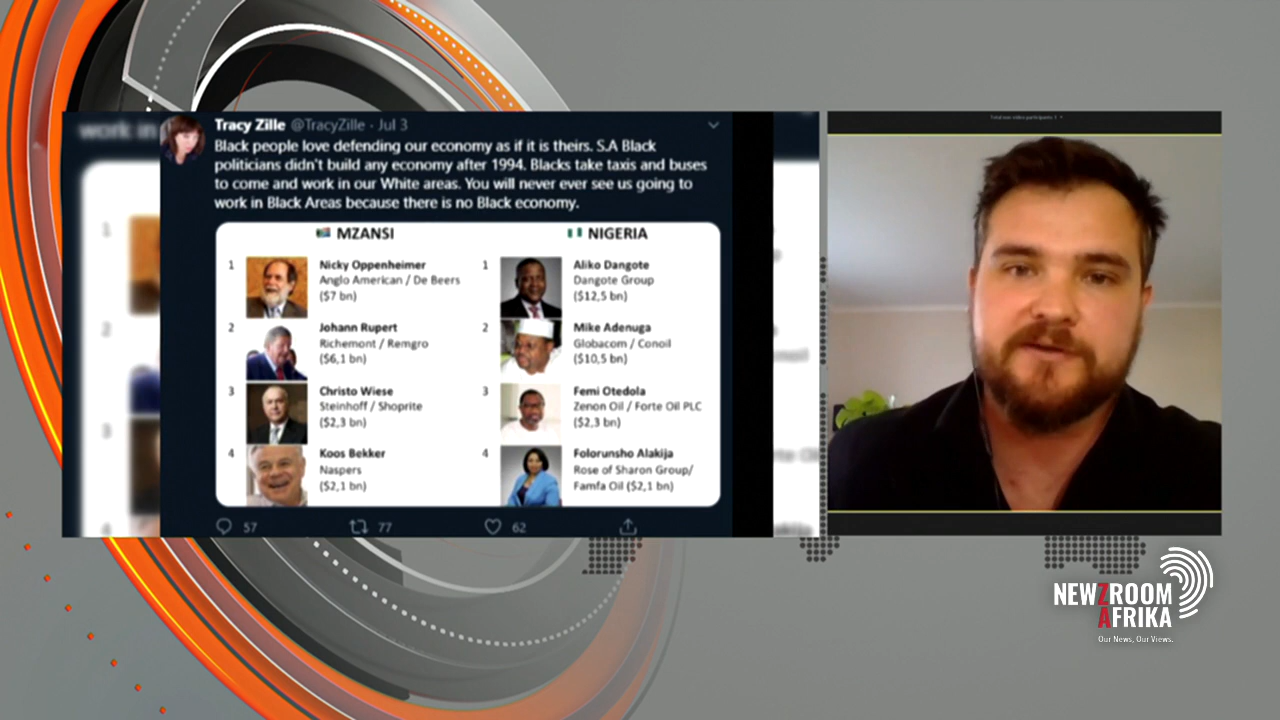 Tracy Zille @TracyZille · Jul 3
Black people love defending our economy as if it is theirs. S.A Black
politicians didn't build any economy after 1994. Blacks take taxis and buses
to come and work in our White areas. You will never ever see us going to
work in Black Areas because there is no Black economy.
MZANSI
1
Nicky Oppenheimer
Anglo American / De Beers
($7 bn)
2
Johann Rupert
Richemont / Remgro
($6,1 bn)
3
Christo Wiese
Steinhoff / Shoprite
($2,3 bn)
4
Koos Bekker
Naspers
($2,1 bn)
NIGERIA
1
Aliko Dangote
Dangote Group
($12,5 bn)
2
Mike Adenuga
Globacom / Conoil
($10,5 bn)
3
Femi Otedola
Zenon Oil / Forte Oil PLC
($2,3 bn)
4
Folorunsho Alakija
Rose of Sharon Group/
Famfa Oil ($2,1 bn)
57 77 62
work in
1
2
3
4
NEWZROOM
AFRIKA
Our News, Our Views.